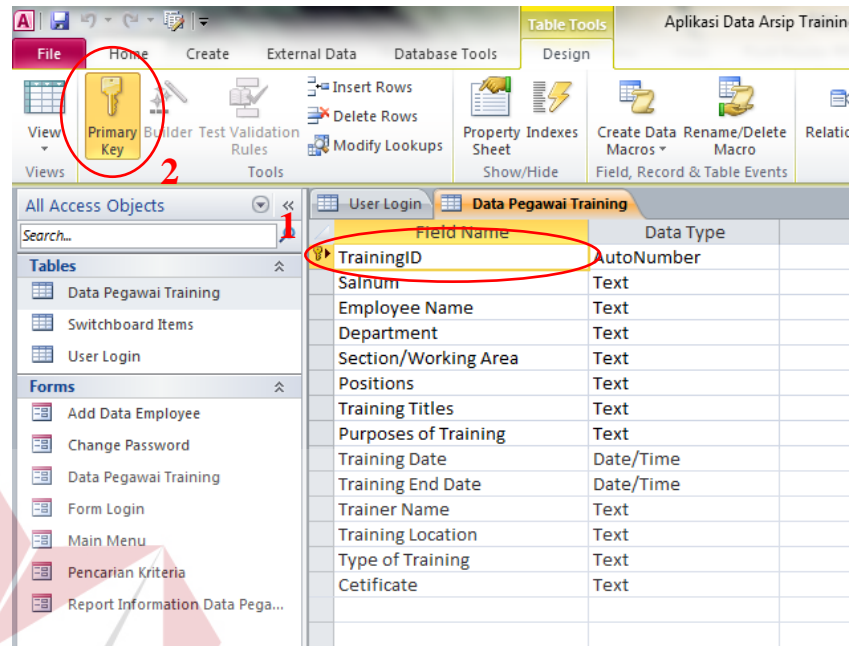 A
Table Tools
Aplikasi Data Arsip Trainin
File Home Create External Data Database Tools Design
View
Views
Primary Key
Builder
Test Validation Rules
Insert Rows
Delete Rows
Modify Lookups
Tools
Property Sheet
Indexes
Show/Hide
Create Data Macros
Rename/Delete Macro
Field, Record & Table Events
Relatio
2
1
All Access Objects
Search...
Tables
Data Pegawai Training
Switchboard Items
User Login
Forms
Add Data Employee
Change Password
Data Pegawai Training
Form Login
Main Menu
Pencarian Kriteria
Report Information Data Pega...
User Login Data Pegawai Training
Field Name Data Type
TrainingID AutoNumber
Salnum Text
Employee Name Text
Department Text
Section/Working Area Text
Positions Text
Training Titles Text
Purposes of Training Text
Training Date Date/Time
Training End Date Date/Time
Trainer Name Text
Training Location Text
Type of Training Text
Cetificate Text